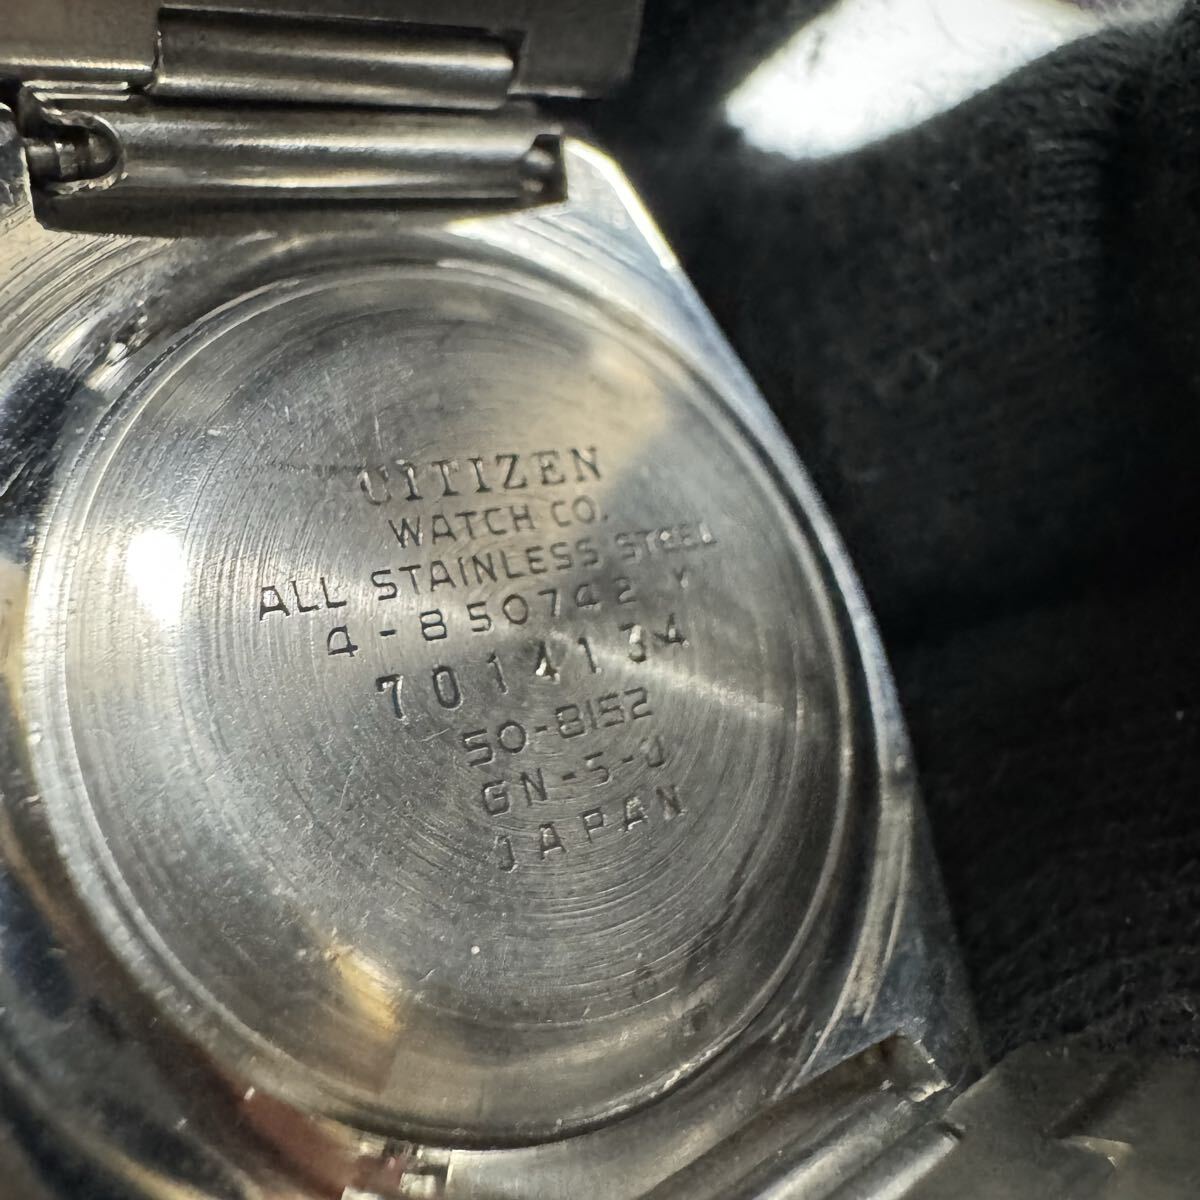 CITIZEN
WATCH CO.
ALL STAINLESS STEEL
4-850742 Y
7014134
50-8152
GN-5-U
JAPAN